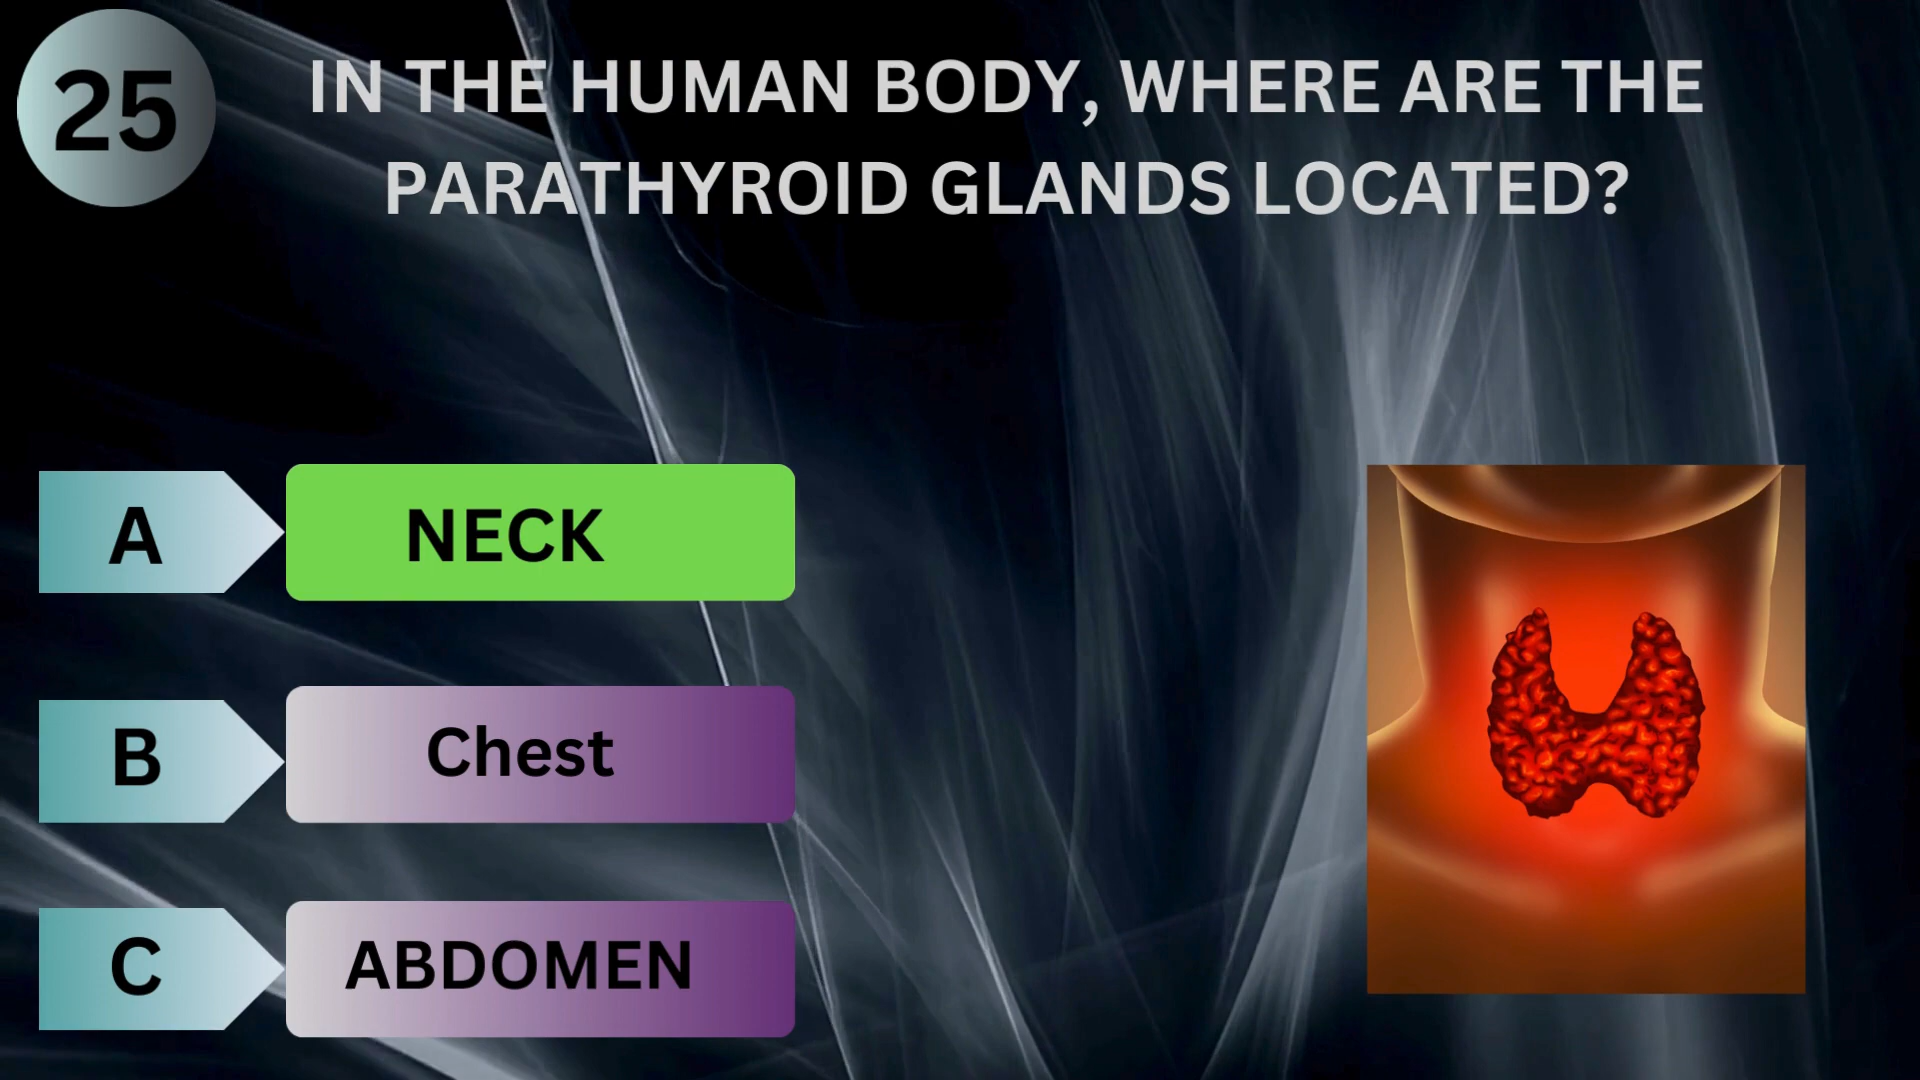 25
IN THE HUMAN BODY, WHERE ARE THE
PARATHYROID GLANDS LOCATED?
A
NECK
B
Chest
C
ABDOMEN